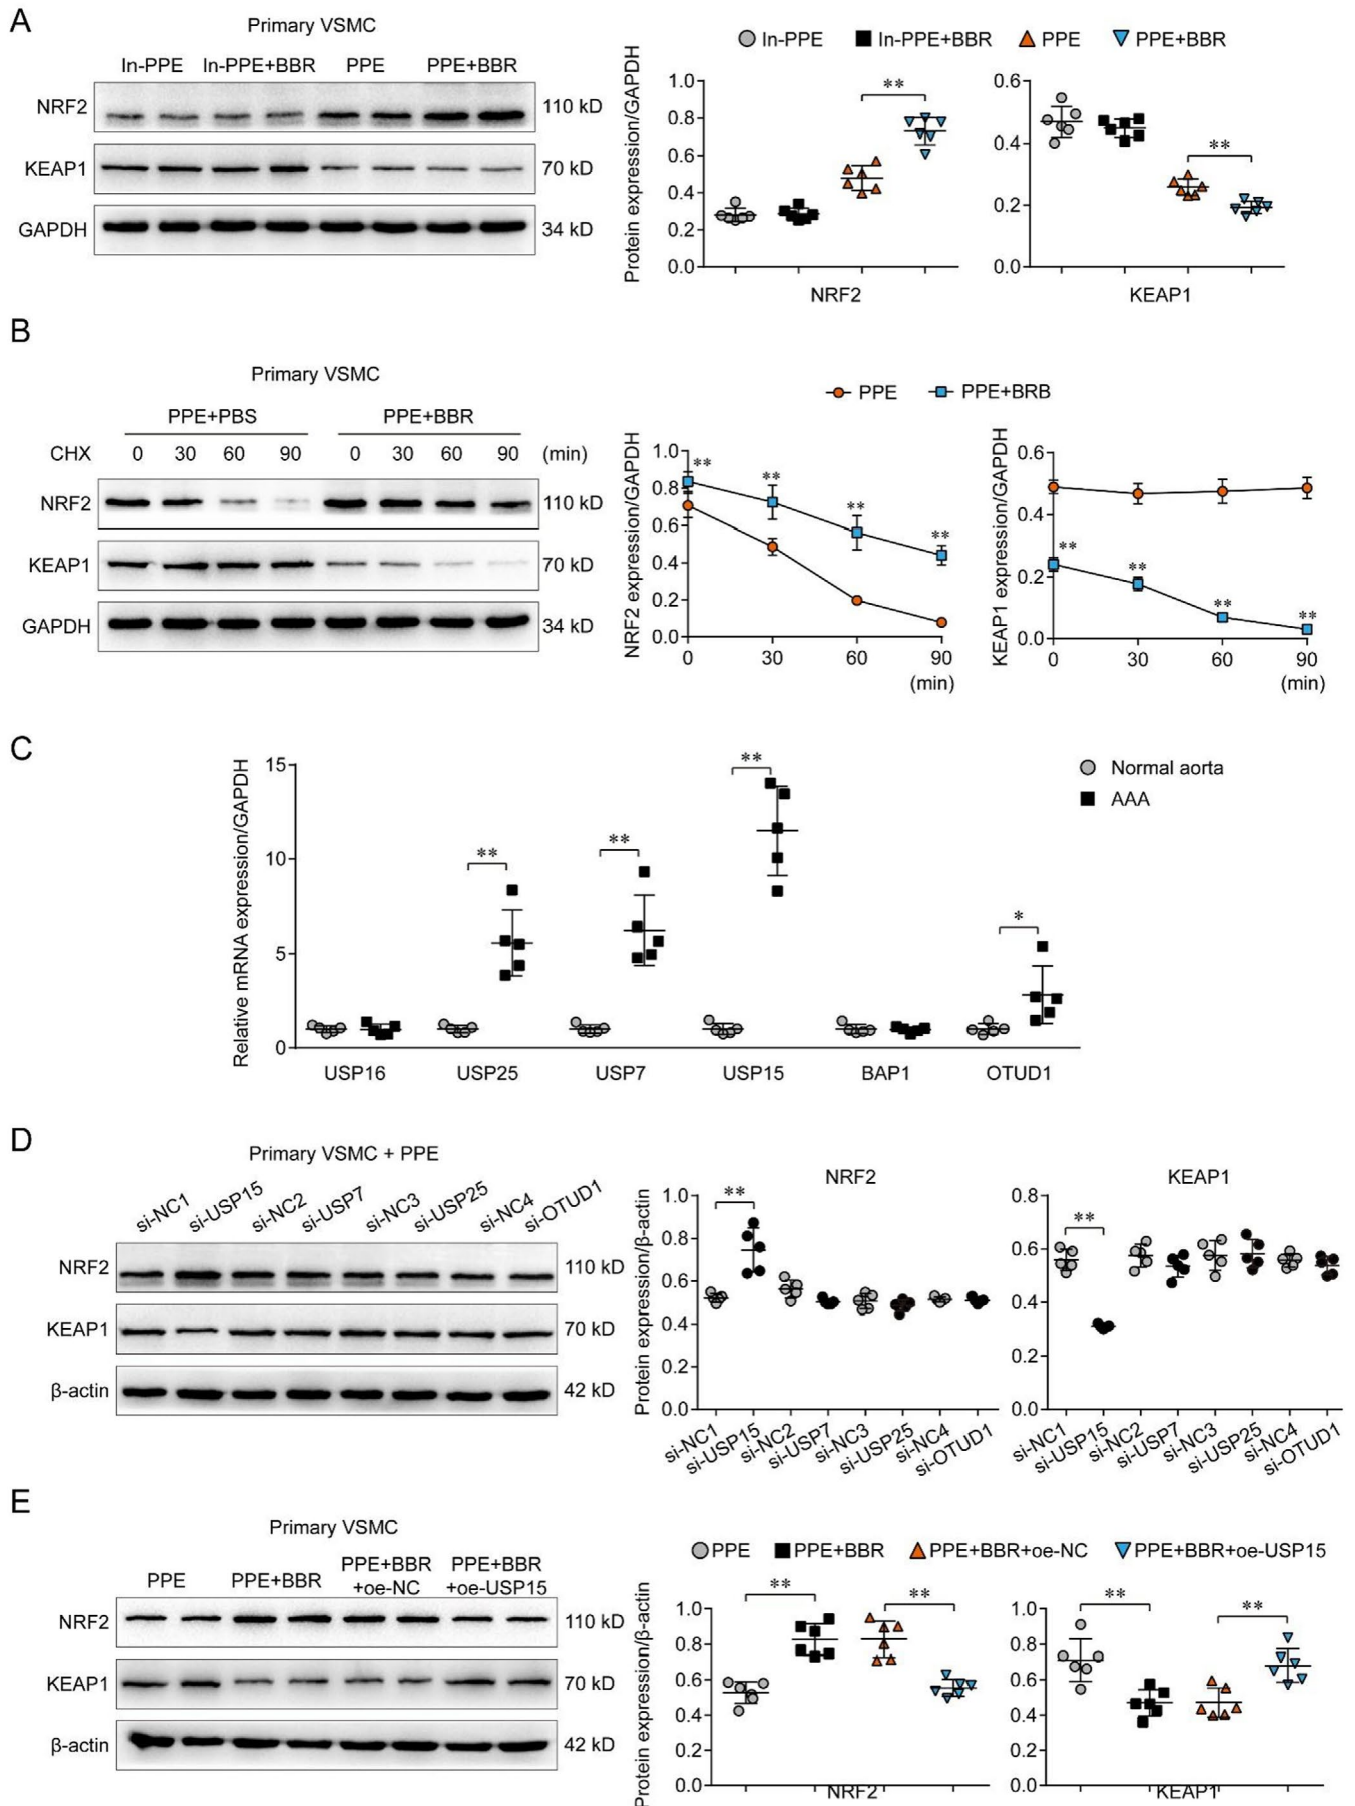 A
Primary VSMC
In-PPE In-PPE+BBR PPE PPE+BBR
NRF2 110 kD
KEAP1 70 kD
GAPDH 34 kD
In-PPE In-PPE+BBR PPE PPE+BBR
Protein expression/GAPDH
1.0
0.8
0.6
0.4
0.2
0.0
**
NRF2
0.6
0.4
0.2
0.0
**
KEAP1
B
Primary VSMC
PPE+PBS PPE+BBR
CHX 0 30 60 90 0 30 60 90 (min)
NRF2 110 kD
KEAP1 70 kD
GAPDH 34 kD
PPE PPE+BRB
NRF2 expression/GAPDH
1.0
0.8
0.6
0.4
0.2
0.0
** ** ** **
0 30 60 90
(min)
KEAP1 expression/GAPDH
0.6
0.4
0.2
0.0
** ** ** **
0 30 60 90
(min)
C
Relative mRNA expression/GAPDH
15
10
5
0
** ** ** *
USP16 USP25 USP7 USP15 BAP1 OTUD1
Normal aorta
AAA
D
Primary VSMC + PPE
si-NC1 si-USP15 si-NC2 si-USP7 si-NC3 si-USP25 si-NC4 si-OTUD1
NRF2 110 kD
KEAP1 70 kD
β-actin 42 kD
NRF2
Protein expression/β-actin
1.0
0.8
0.6
0.4
0.2
0.0
**
si-NC1 si-USP15 si-NC2 si-USP7 si-NC3 si-USP25 si-NC4 si-OTUD1
KEAP1
0.8
0.6
0.4
0.2
0.0
**
si-NC1 si-USP15 si-NC2 si-USP7 si-NC3 si-USP25 si-NC4 si-OTUD1
E
Primary VSMC
PPE PPE+BBR PPE+BBR +oe-NC PPE+BBR +oe-USP15
NRF2 110 kD
KEAP1 70 kD
β-actin 42 kD
PPE PPE+BBR PPE+BBR+oe-NC PPE+BBR+oe-USP15
Protein expression/β-actin
1.0
0.8
0.6
0.4
0.2
0.0
** **
NRF2
1.0
0.8
0.6
0.4
0.2
0.0
** **
KEAP1